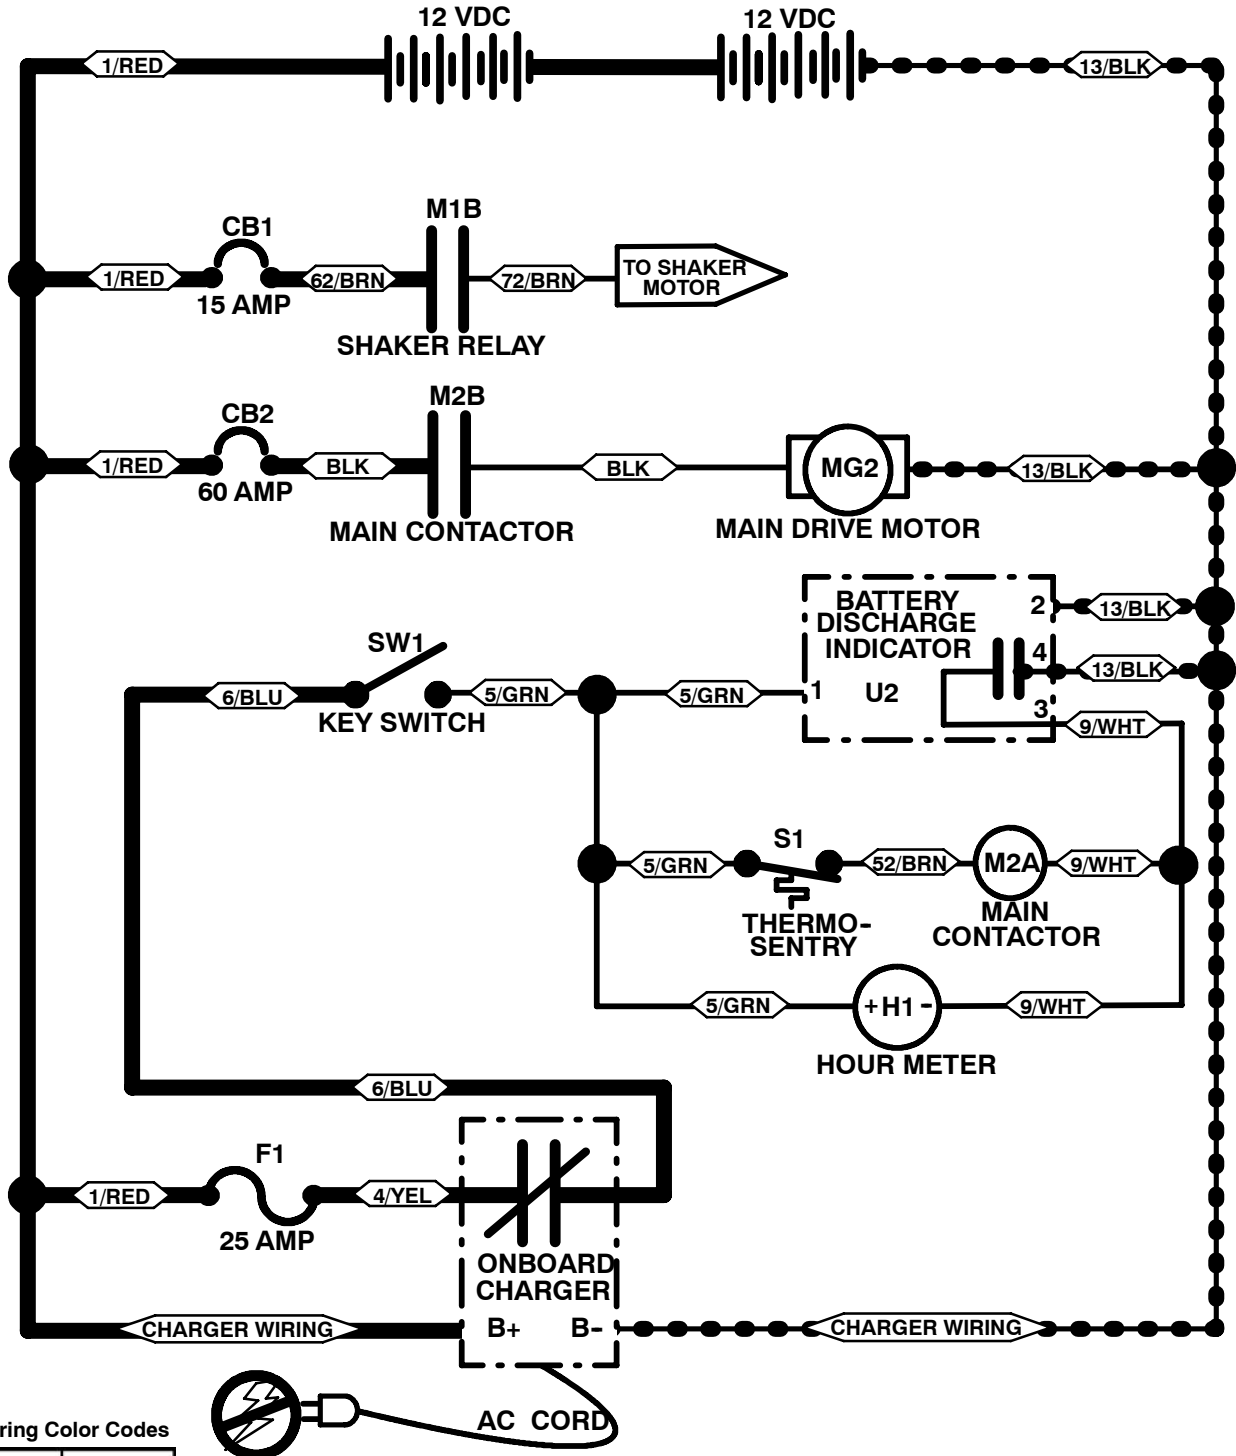 12 VDC
12 VDC
1/RED
13/BLK
CB1
M1B
1/RED
62/BRN
72/BRN
TO SHAKER
MOTOR
15 AMP
SHAKER RELAY
CB2
M2B
1/RED
BLK
BLK
MG2
13/BLK
60 AMP
MAIN CONTACTOR
MAIN DRIVE MOTOR
BATTERY
DISCHARGE
INDICATOR
2
13/BLK
SW1
4
13/BLK
6/BLU
5/GRN
5/GRN
1
U2
3
9/WHT
KEY SWITCH
S1
5/GRN
52/BRN
M2A
9/WHT
THERMO-
SENTRY
MAIN
CONTACTOR
5/GRN
+ H1 -
9/WHT
HOUR METER
6/BLU
F1
1/RED
4/YEL
25 AMP
ONBOARD
CHARGER
CHARGER WIRING
B+
B-
CHARGER WIRING
AC CORD
ring Color Codes